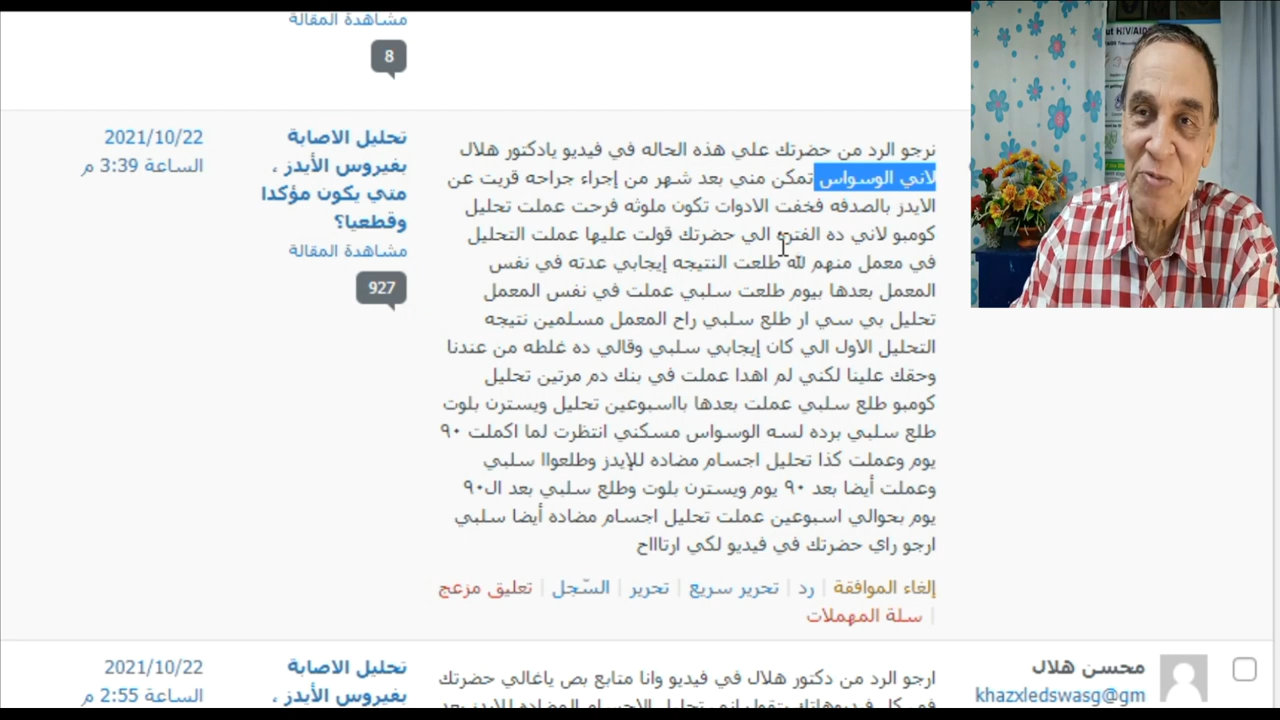 مشاهدة المقالة
8
نرجو الرد من حضرتك علي هذه الحاله في فيديو يادكتور هلال
لاني الوسواس تمكن مني بعد شهر من إجراء جراحه قريت عن
الايدز بالصدفه فخفت الادوات تكون ملوثه فرحت عملت تحليل
كومبو لاني ده الفتره الي حضرتك قولت عليها عملت التحليل
في معمل منهم لله طلعت النتيجه إيجابي عدته في نفس
المعمل بعدها بيوم طلعت سلبي عملت في نفس المعمل
تحليل بي سي ار طلع سلبي راح المعمل مسلمين نتيجه
التحليل الاول الي كان إيجابي سلبي وقالي ده غلطه من عندنا
وحقك علينا لكني لم اهدا عملت في بنك دم مرتين تحليل
كومبو طلع سلبي عملت بعدها بااسبوعين تحليل ويسترن بلوت
طلع سلبي برده لسه الوسواس مسكني انتظرت لما اكملت ٩٠
يوم وعملت كذا تحليل اجسام مضاده للإيدز وطلعواا سلبي
وعملت أيضا بعد ٩٠ يوم ويسترن بلوت وطلع سلبي بعد ال٩٠
يوم بحوالي اسبوعين عملت تحليل اجسام مضاده أيضا سلبي
ارجو راي حضرتك في فيديو لكي ارتاااح
إلغاء الموافقة | رد | تحرير سريع | تحرير | السّجل | تعليق مزعج
| سلة المهملات
تحليل الاصابة
بفيروس الأيدز ،
متي يكون مؤكدا
وقطعيا؟
مشاهدة المقالة
927
2021/10/22
الساعة 3:39 م
محسن هلال
khazxledswasg@gm
ارجو الرد من دكتور هلال في فيديو وانا متابع بص ياغالي حضرتك
تحليل الاصابة
بفيروس الأيدز ،
2021/10/22
الساعة 2:55 م